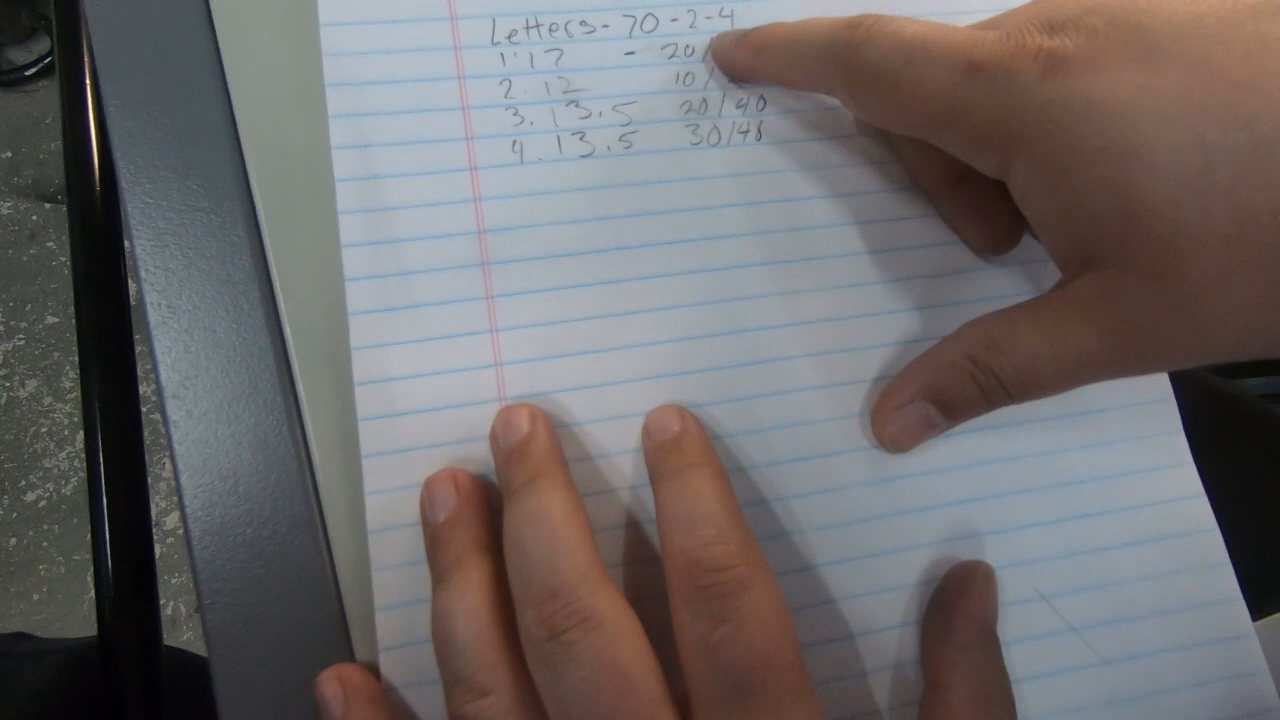 Letters - 70 - 2 - 4
1. 17 - 20/
2. 12 10/
3. 13.5 20/40
4. 13.5 30/48